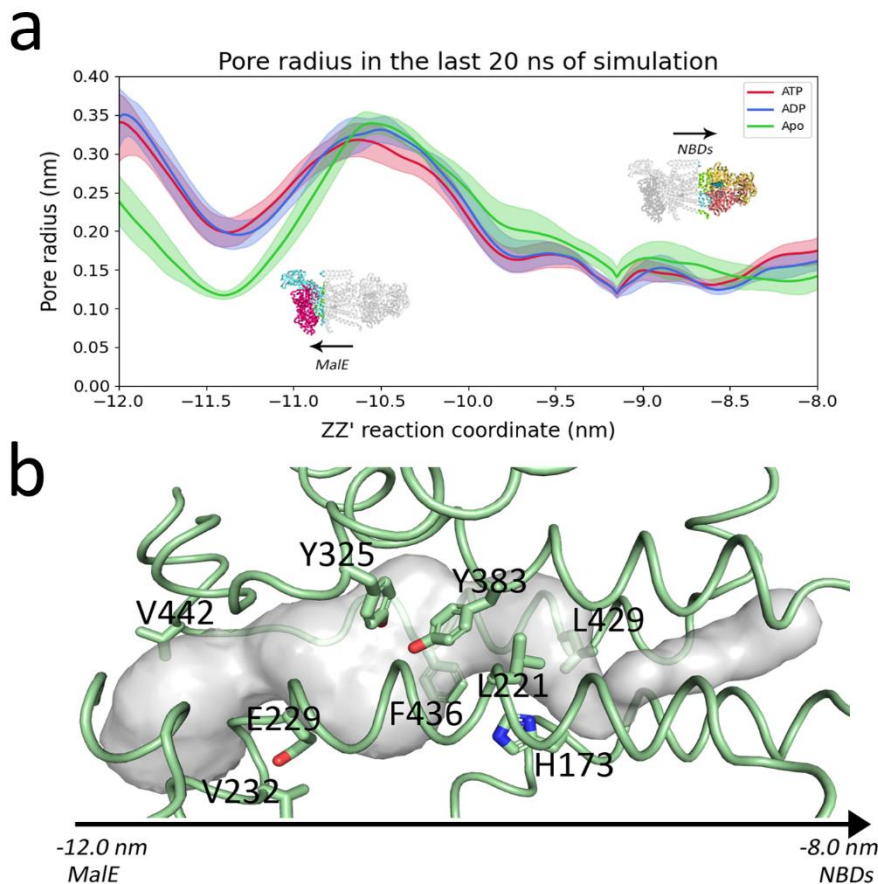 a
Pore radius in the last 20 ns of simulation
Pore radius (nm)
0.40
0.35
0.30
0.25
0.20
0.15
0.10
0.05
0.00
ATP
ADP
Apo
NBDs
MalE
−12.0 −11.5 −11.0 −10.5 −10.0 −9.5 −9.0 −8.5 −8.0
ZZ' reaction coordinate (nm)
b
Y325
Y383
V442
L429
L221
E229
F436
H173
V232
-12.0 nm -8.0 nm
MalE NBDs